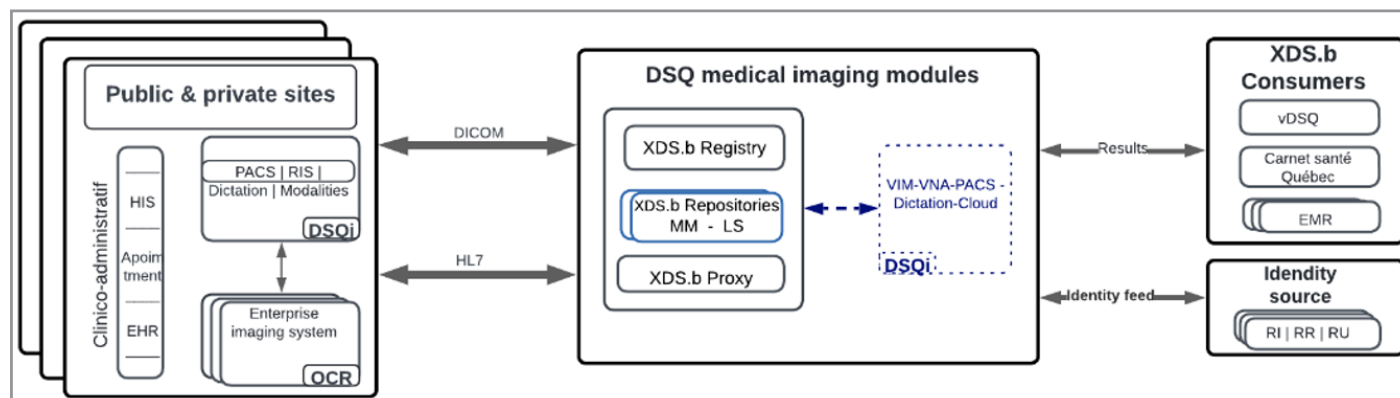 Public & private sites
Clinico-administratif
HIS
Apoin
tment
EHR
PACS | RIS |
Dictation | Modalities
DSQi
Enterprise
imaging system
OCR
DICOM
HL7
DSQ medical imaging modules
XDS.b Registry
XDS.b Repositories
MM - LS
XDS.b Proxy
VIM-VNA-PACS -
Dictation-Cloud
DSQi
Results
Identity feed
XDS.b
Consumers
vDSQ
Carnet santé
Québec
EMR
Idendity
source
RI | RR | RU